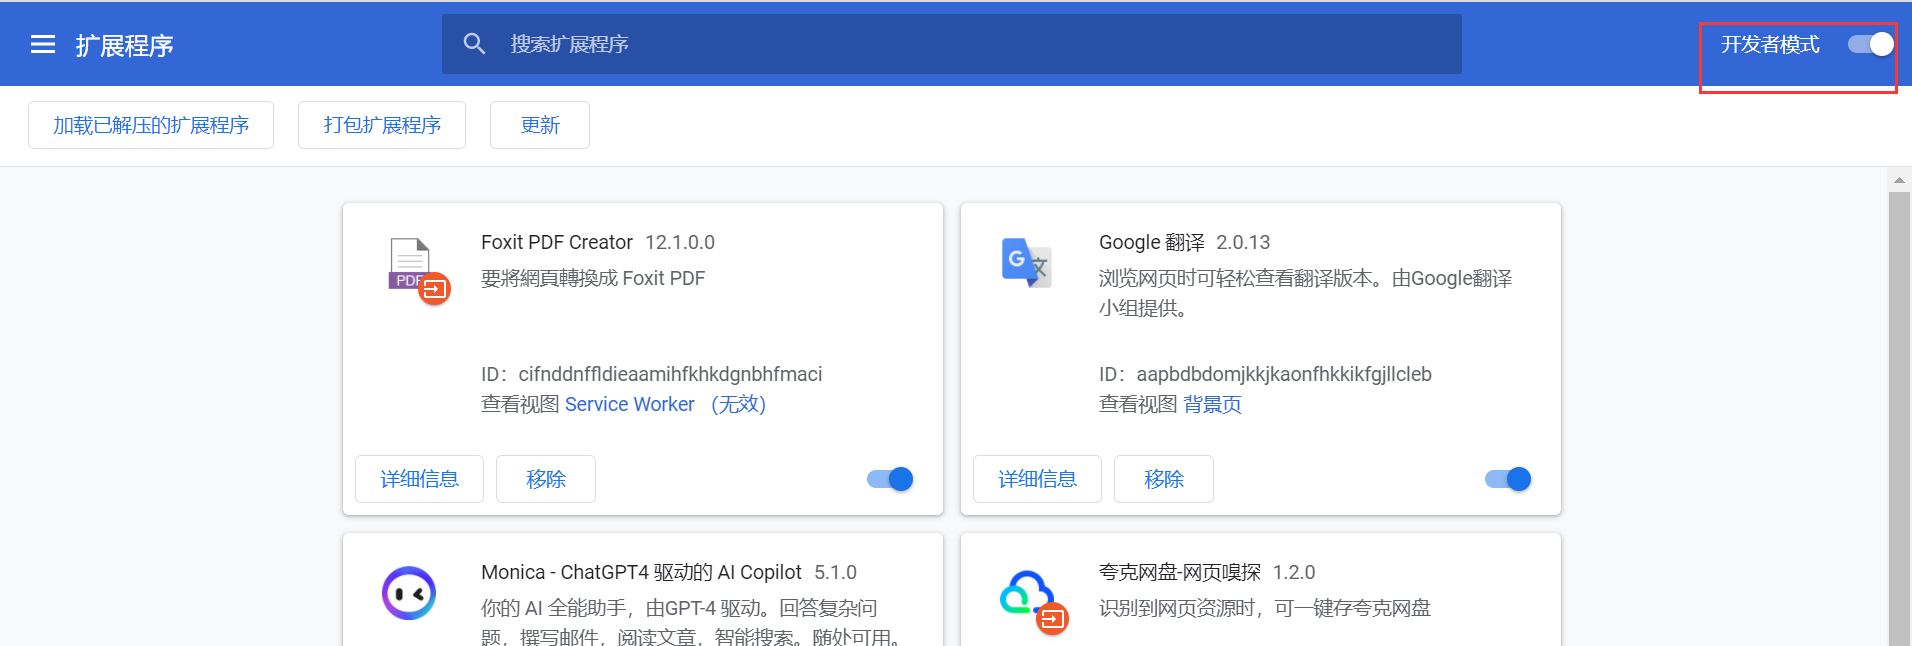 扩展程序
搜索扩展程序
开发者模式
加载已解压的扩展程序
打包扩展程序
更新
PDF
Foxit PDF Creator 12.1.0.0
要將網頁轉換成 Foxit PDF
ID：cifnddnffldieaamihfkhkdgnbhfmaci
查看视图 Service Worker （无效）
详细信息
移除
G 文
Google 翻译 2.0.13
浏览网页时可轻松查看翻译版本。由Google翻译
小组提供。
ID：aapbdbdomjkkjkaonfhkkikfgjllcleb
查看视图 背景页
详细信息
移除
Monica - ChatGPT4 驱动的 AI Copilot 5.1.0
你的 AI 全能助手，由GPT-4 驱动。回答复杂问
题，撰写邮件，阅读文章，智能搜索。随处可用。
夸克网盘-网页嗅探 1.2.0
识别到网页资源时，可一键存夸克网盘